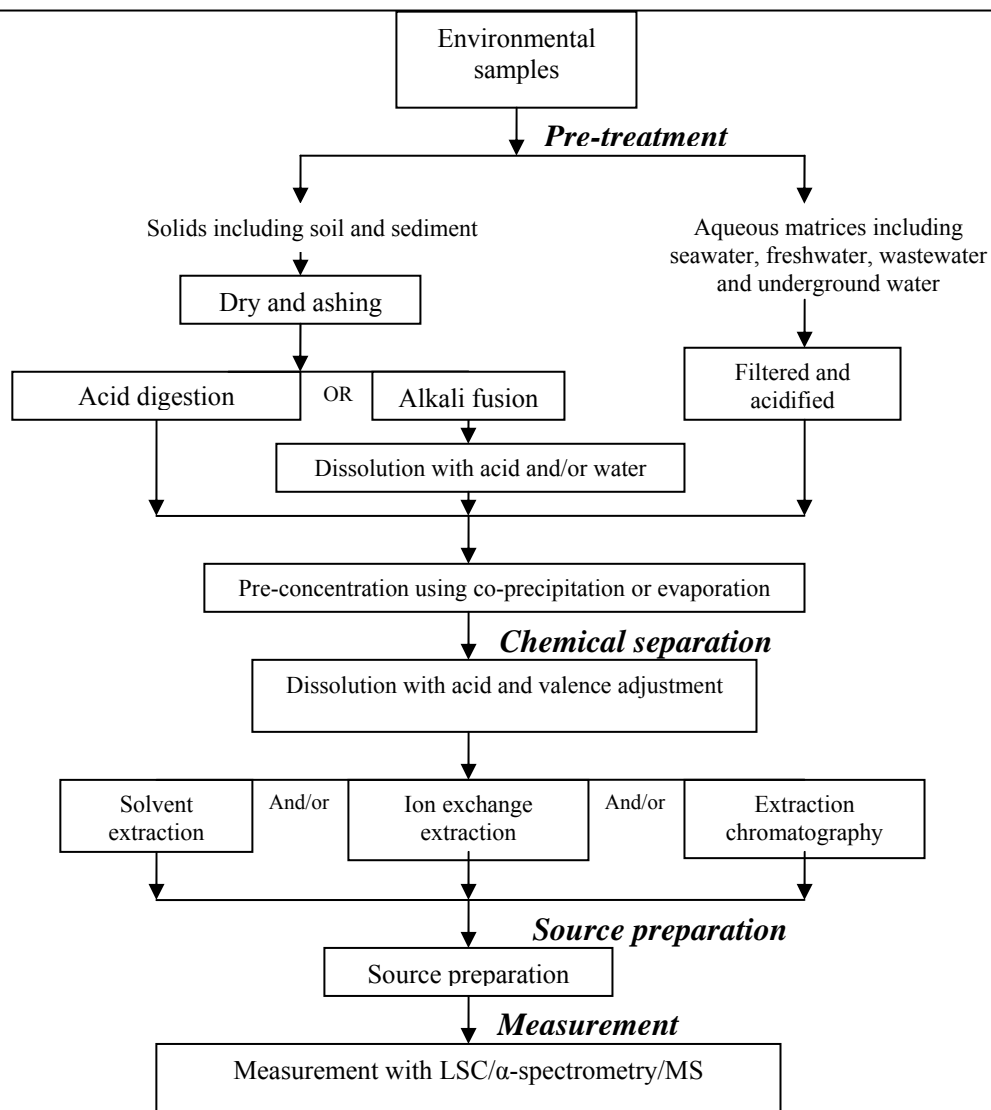 Environmental
samples
Pre-treatment
Solids including soil and sediment
Aqueous matrices including
seawater, freshwater, wastewater
and underground water
Dry and ashing
Acid digestion
OR
Alkali fusion
Filtered and
acidified
Dissolution with acid and/or water
Pre-concentration using co-precipitation or evaporation
Chemical separation
Dissolution with acid and valence adjustment
Solvent
extraction
And/or
Ion exchange
extraction
And/or
Extraction
chromatography
Source preparation
Source preparation
Measurement
Measurement with LSC/α-spectrometry/MS